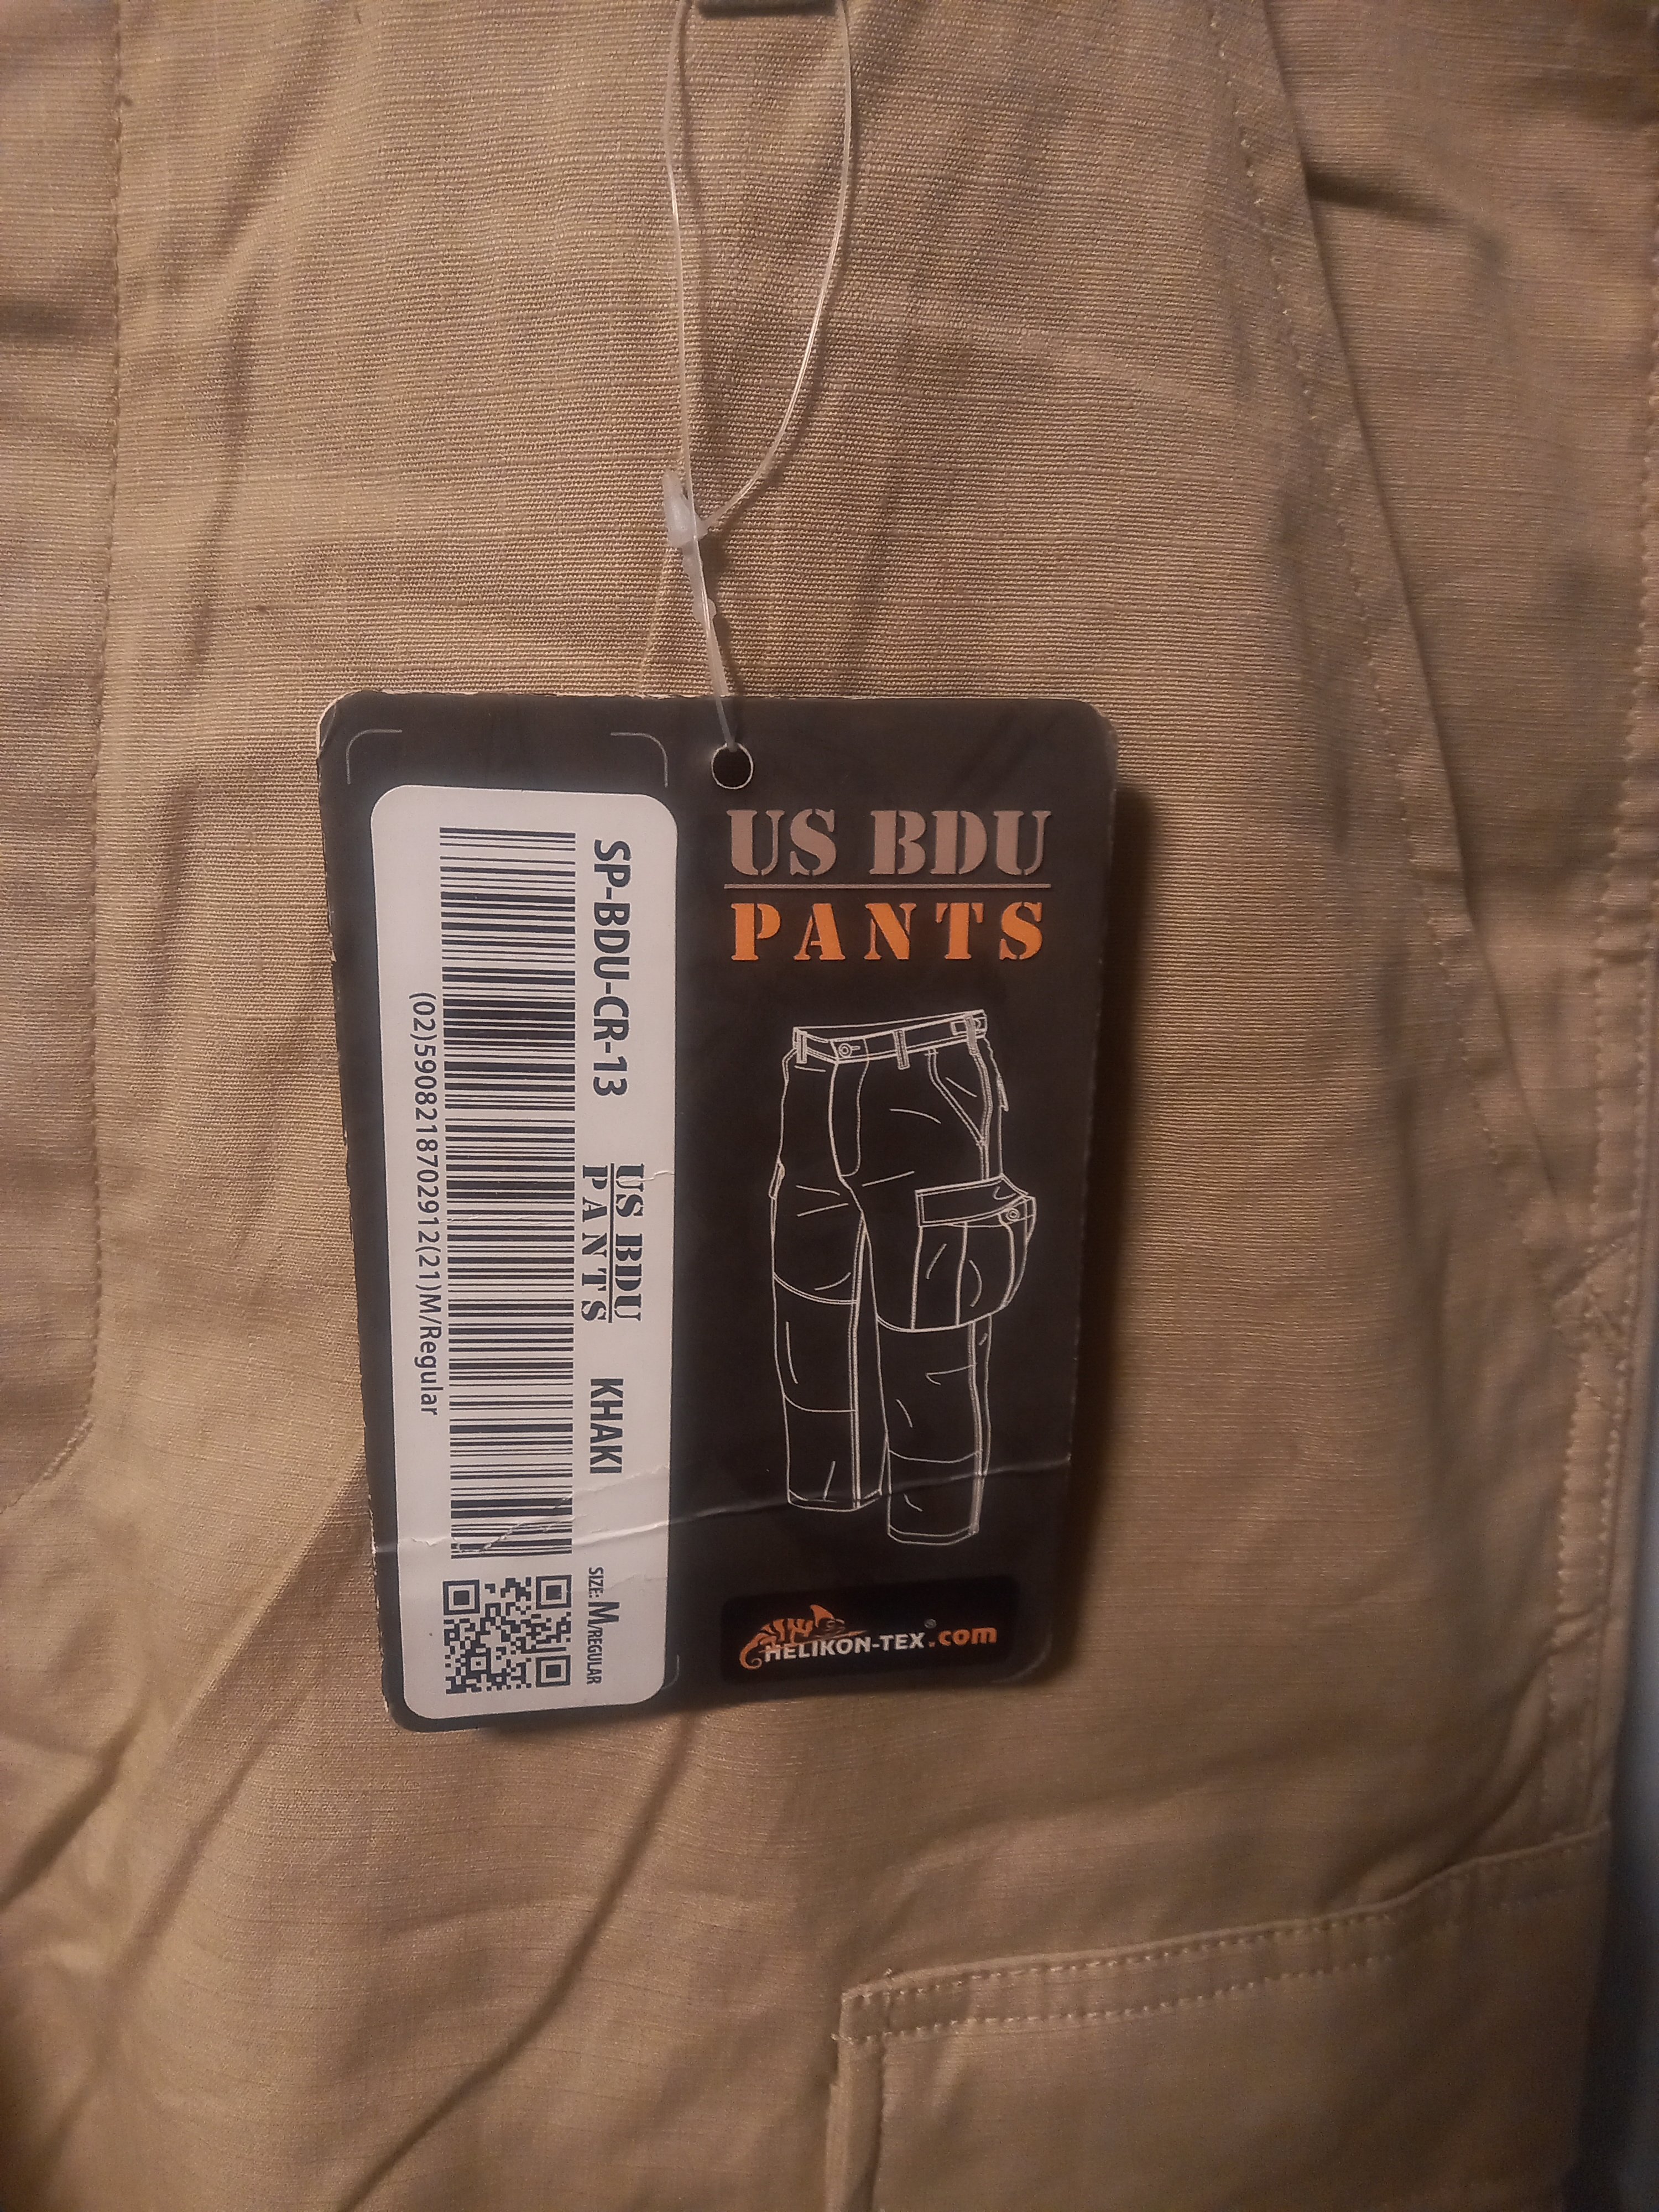 US BDU
PANTS
SP-BDU-CR-13
US BDU
PANTS
KHAKI
SIZE: M/REGULAR
(02)5908218702912(21)M/Regular
HELIKON-TEX®.com